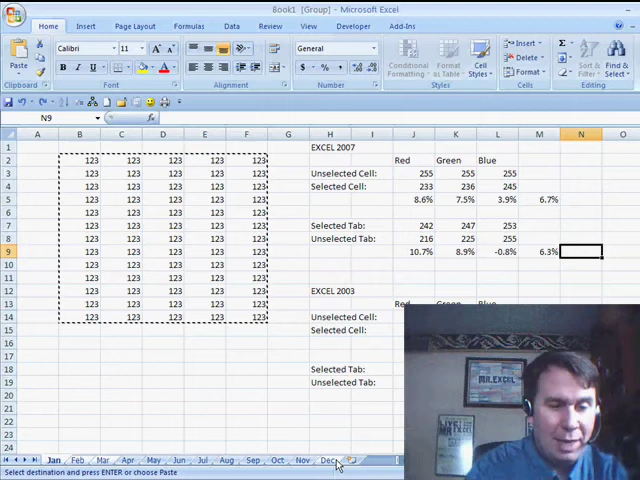 Book1 [Group] - Microsoft Excel
Home Insert Page Layout Formulas Data Review View Developer Add-Ins
Calibri 11 General Insert
Paste B I U $ % , Conditional Formatting Format as Table Cell Styles Delete Format Find & Select
Clipboard Font Alignment Number Styles Cells Editing
N9 fx
A B C D E F G H I J K L M N O
1 EXCEL 2007
2 123 123 123 123 123 Red Green Blue
3 123 123 123 123 123 Unselected Cell: 255 255 255
4 123 123 123 123 123 Selected Cell: 233 236 245
5 123 123 123 123 123 8.6% 7.5% 3.9% 6.7%
6 123 123 123 123 123
7 123 123 123 123 123 Selected Tab: 242 247 253
8 123 123 123 123 123 Unselected Tab: 216 225 255
9 123 123 123 123 123 10.7% 8.9% -0.8% 6.3%
10 123 123 123 123 123
11 123 123 123 123 123
12 123 123 123 123 123 EXCEL 2003
13 123 123 123 123 123 Red Green Blue
14 123 123 123 123 123 Unselected Cell:
15 Selected Cell:
16
17
18 Selected Tab:
19 Unselected Tab:
20
21
22
23
24
MR.EXCEL
Jan Feb Mar Apr May Jun Jul Aug Sep Oct Nov Dec
Select destination and press ENTER or choose Paste